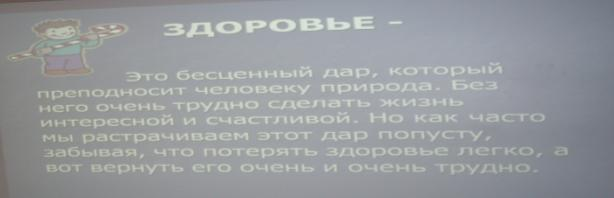 ЗДОРОВЬЕ -
Это бесценный дар, который
преподносит человеку природа. Без
него очень трудно сделать жизнь
интересной и счастливой. Но как часто
мы растрачиваем этот дар попусту,
забывая, что потерять здоровье легко, а
вот вернуть его очень и очень трудно.